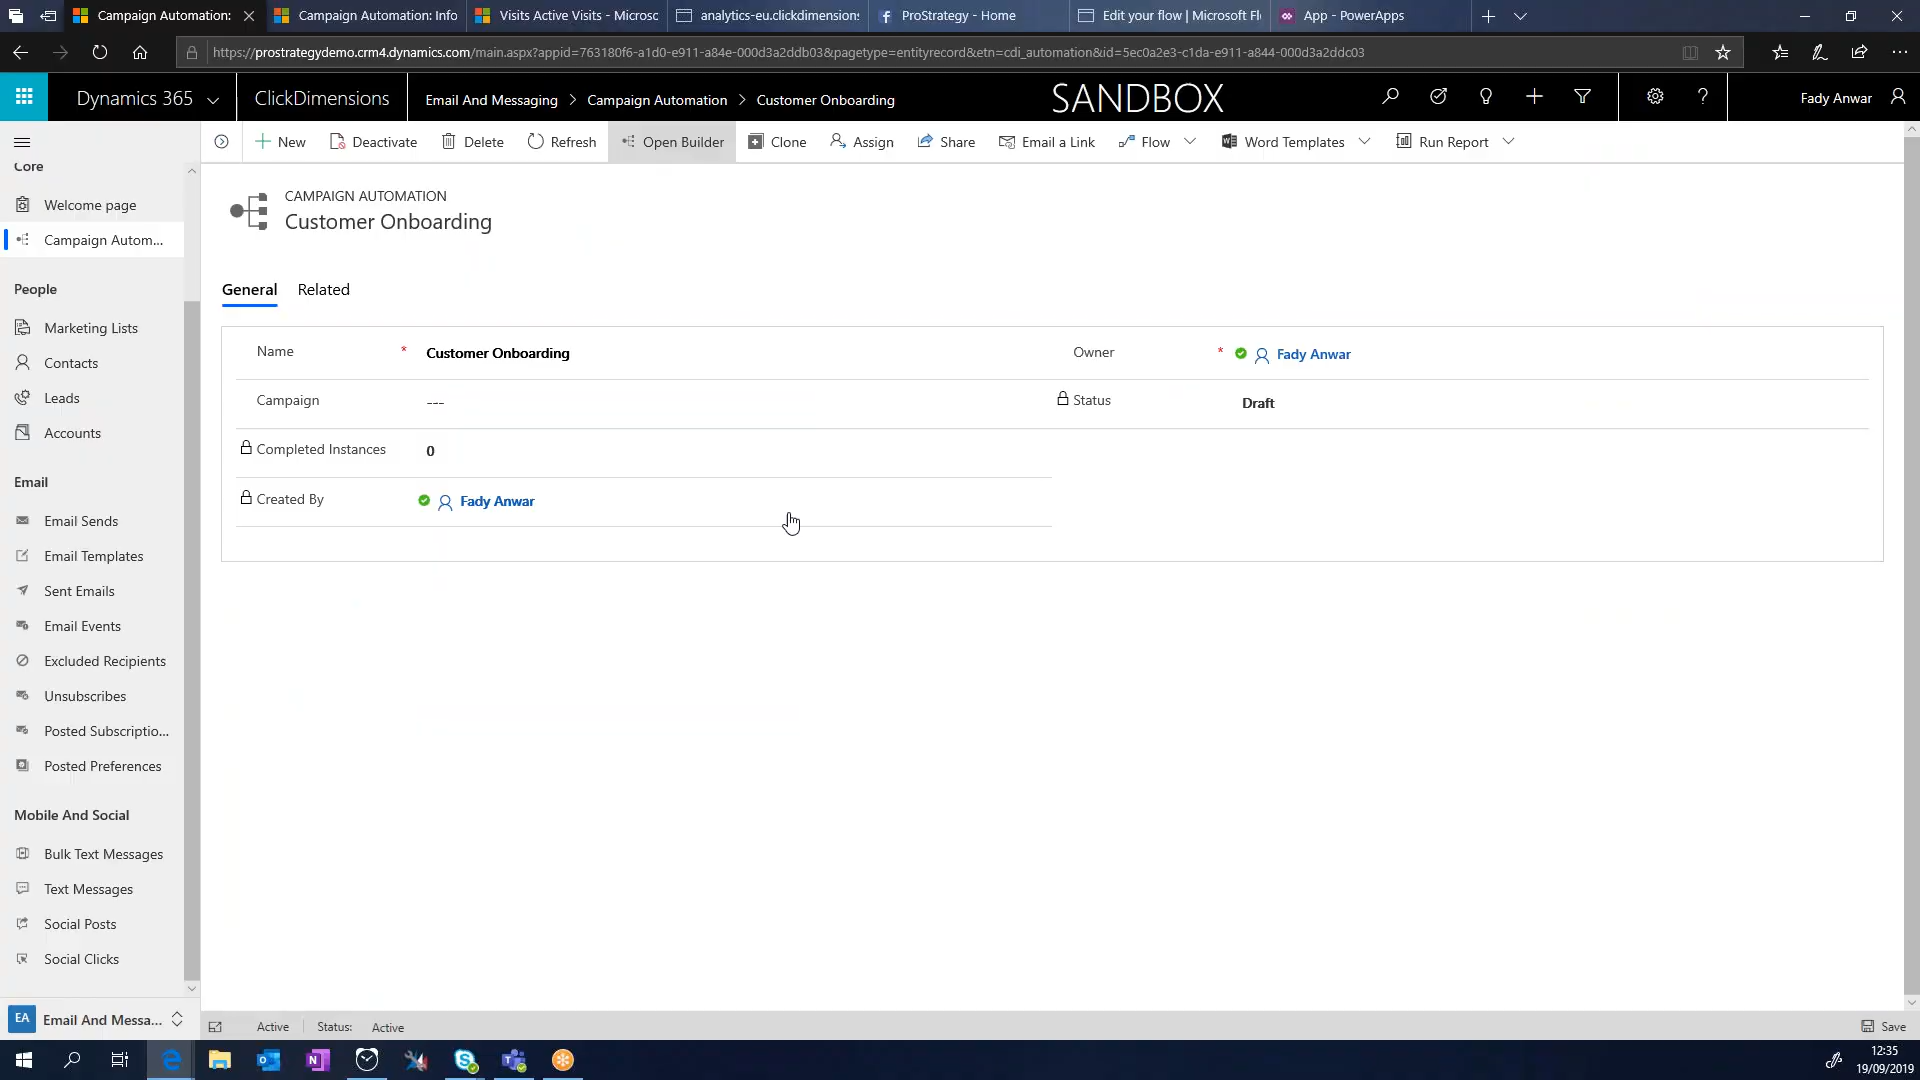 Campaign Automation:
Campaign Automation: Info
Visits Active Visits - Microsc
analytics-eu.clickdimensions
ProStrategy - Home
Edit your flow | Microsoft Fl
App - PowerApps
https://prostrategydemo.crm4.dynamics.com/main.aspx?appid=763180f6-a1d0-e911-a84e-000d3a2ddb03&pagetype=entityrecord&etn=cdi_automation&id=5ec0a2e3-c1da-e911-a844-000d3a2ddc03
Dynamics 365
ClickDimensions
Email And Messaging > Campaign Automation > Customer Onboarding
SANDBOX
Fady Anwar
New
Deactivate
Delete
Refresh
Open Builder
Clone
Assign
Share
Email a Link
Flow
Word Templates
Run Report
Core
Welcome page
Campaign Autom...
People
Marketing Lists
Contacts
Leads
Accounts
Email
Email Sends
Email Templates
Sent Emails
Email Events
Excluded Recipients
Unsubscribes
Posted Subscriptio...
Posted Preferences
Mobile And Social
Bulk Text Messages
Text Messages
Social Posts
Social Clicks
EA Email And Messa...
CAMPAIGN AUTOMATION
Customer Onboarding
General Related
Name * Customer Onboarding
Owner * Fady Anwar
Campaign ---
Status Draft
Completed Instances 0
Created By Fady Anwar
Active Status: Active
Save
12:35
19/09/2019